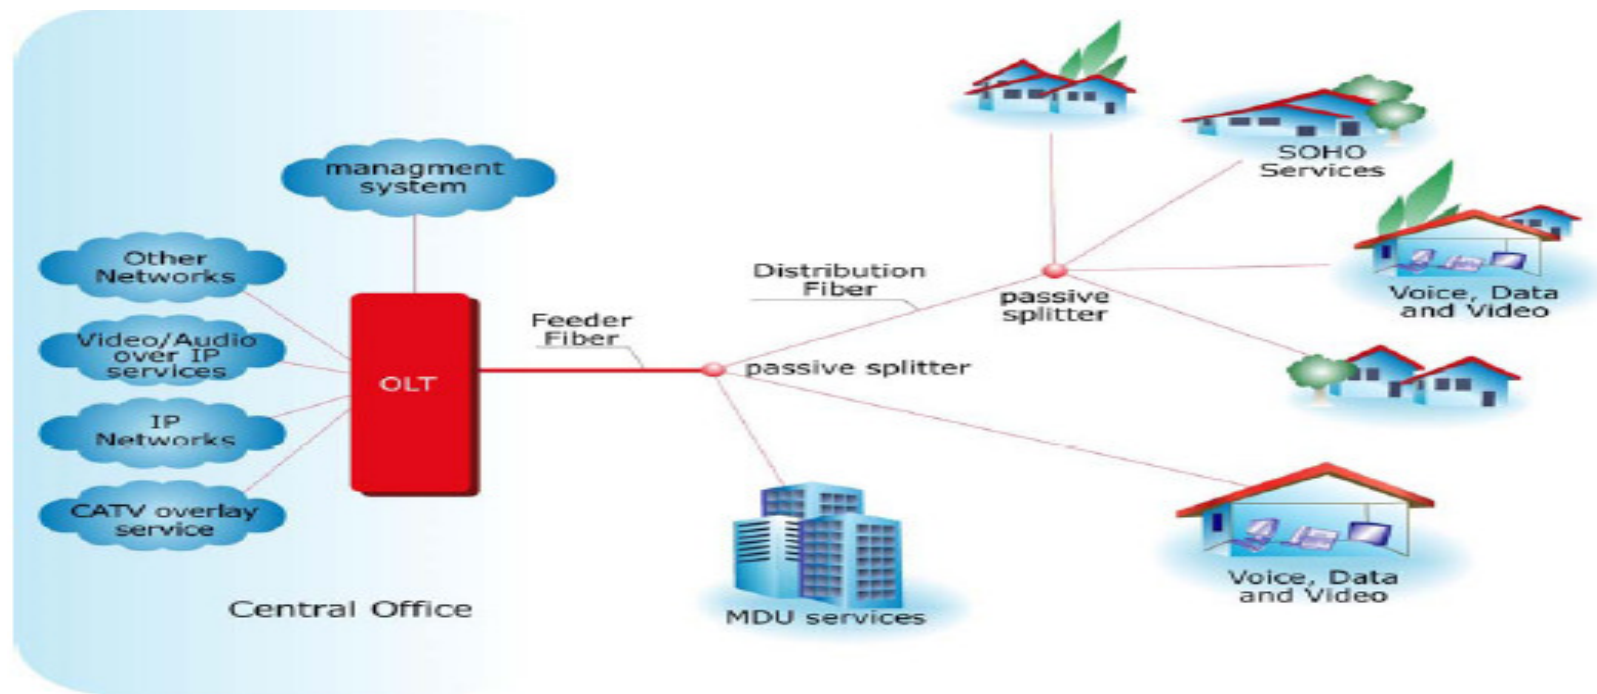 managment
system
Other
Networks
Video/Audio
over IP
services
IP
Networks
CATV overlay
service
OLT
Central Office
Feeder
Fiber
passive splitter
Distribution
Fiber
passive
splitter
SOHO
Services
Voice, Data
and Video
MDU services
Voice, Data
and Video